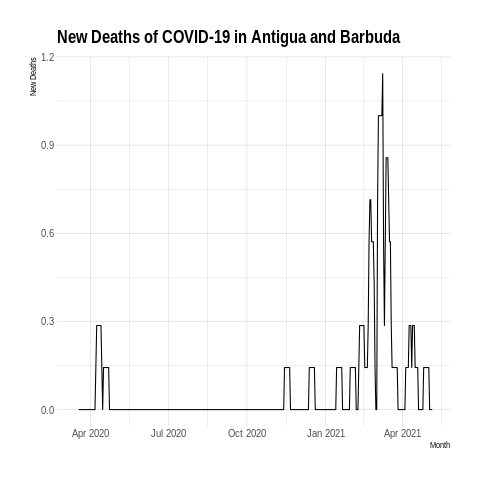 New Deaths of COVID-19 in Antigua and Barbuda
New Deaths
1.2
0.9
0.6
0.3
0.0
Apr 2020 Jul 2020 Oct 2020 Jan 2021 Apr 2021
Month